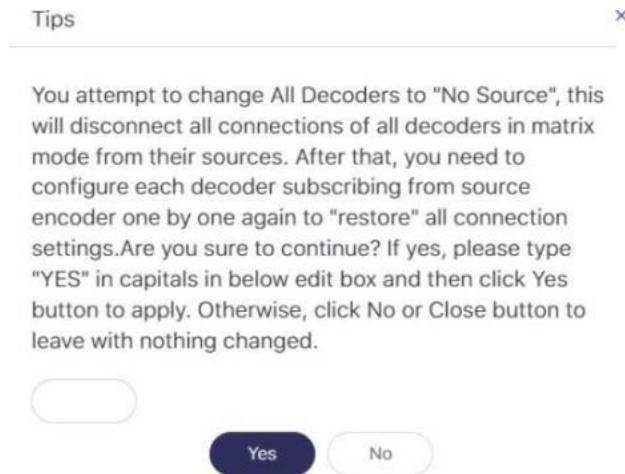 Tips
×
You attempt to change All Decoders to "No Source", this
will disconnect all connections of all decoders in matrix
mode from their sources. After that, you need to
configure each decoder subscribing from source
encoder one by one again to "restore" all connection
settings.Are you sure to continue? If yes, please type
"YES" in capitals in below edit box and then click Yes
button to apply. Otherwise, click No or Close button to
leave with nothing changed.
Yes No